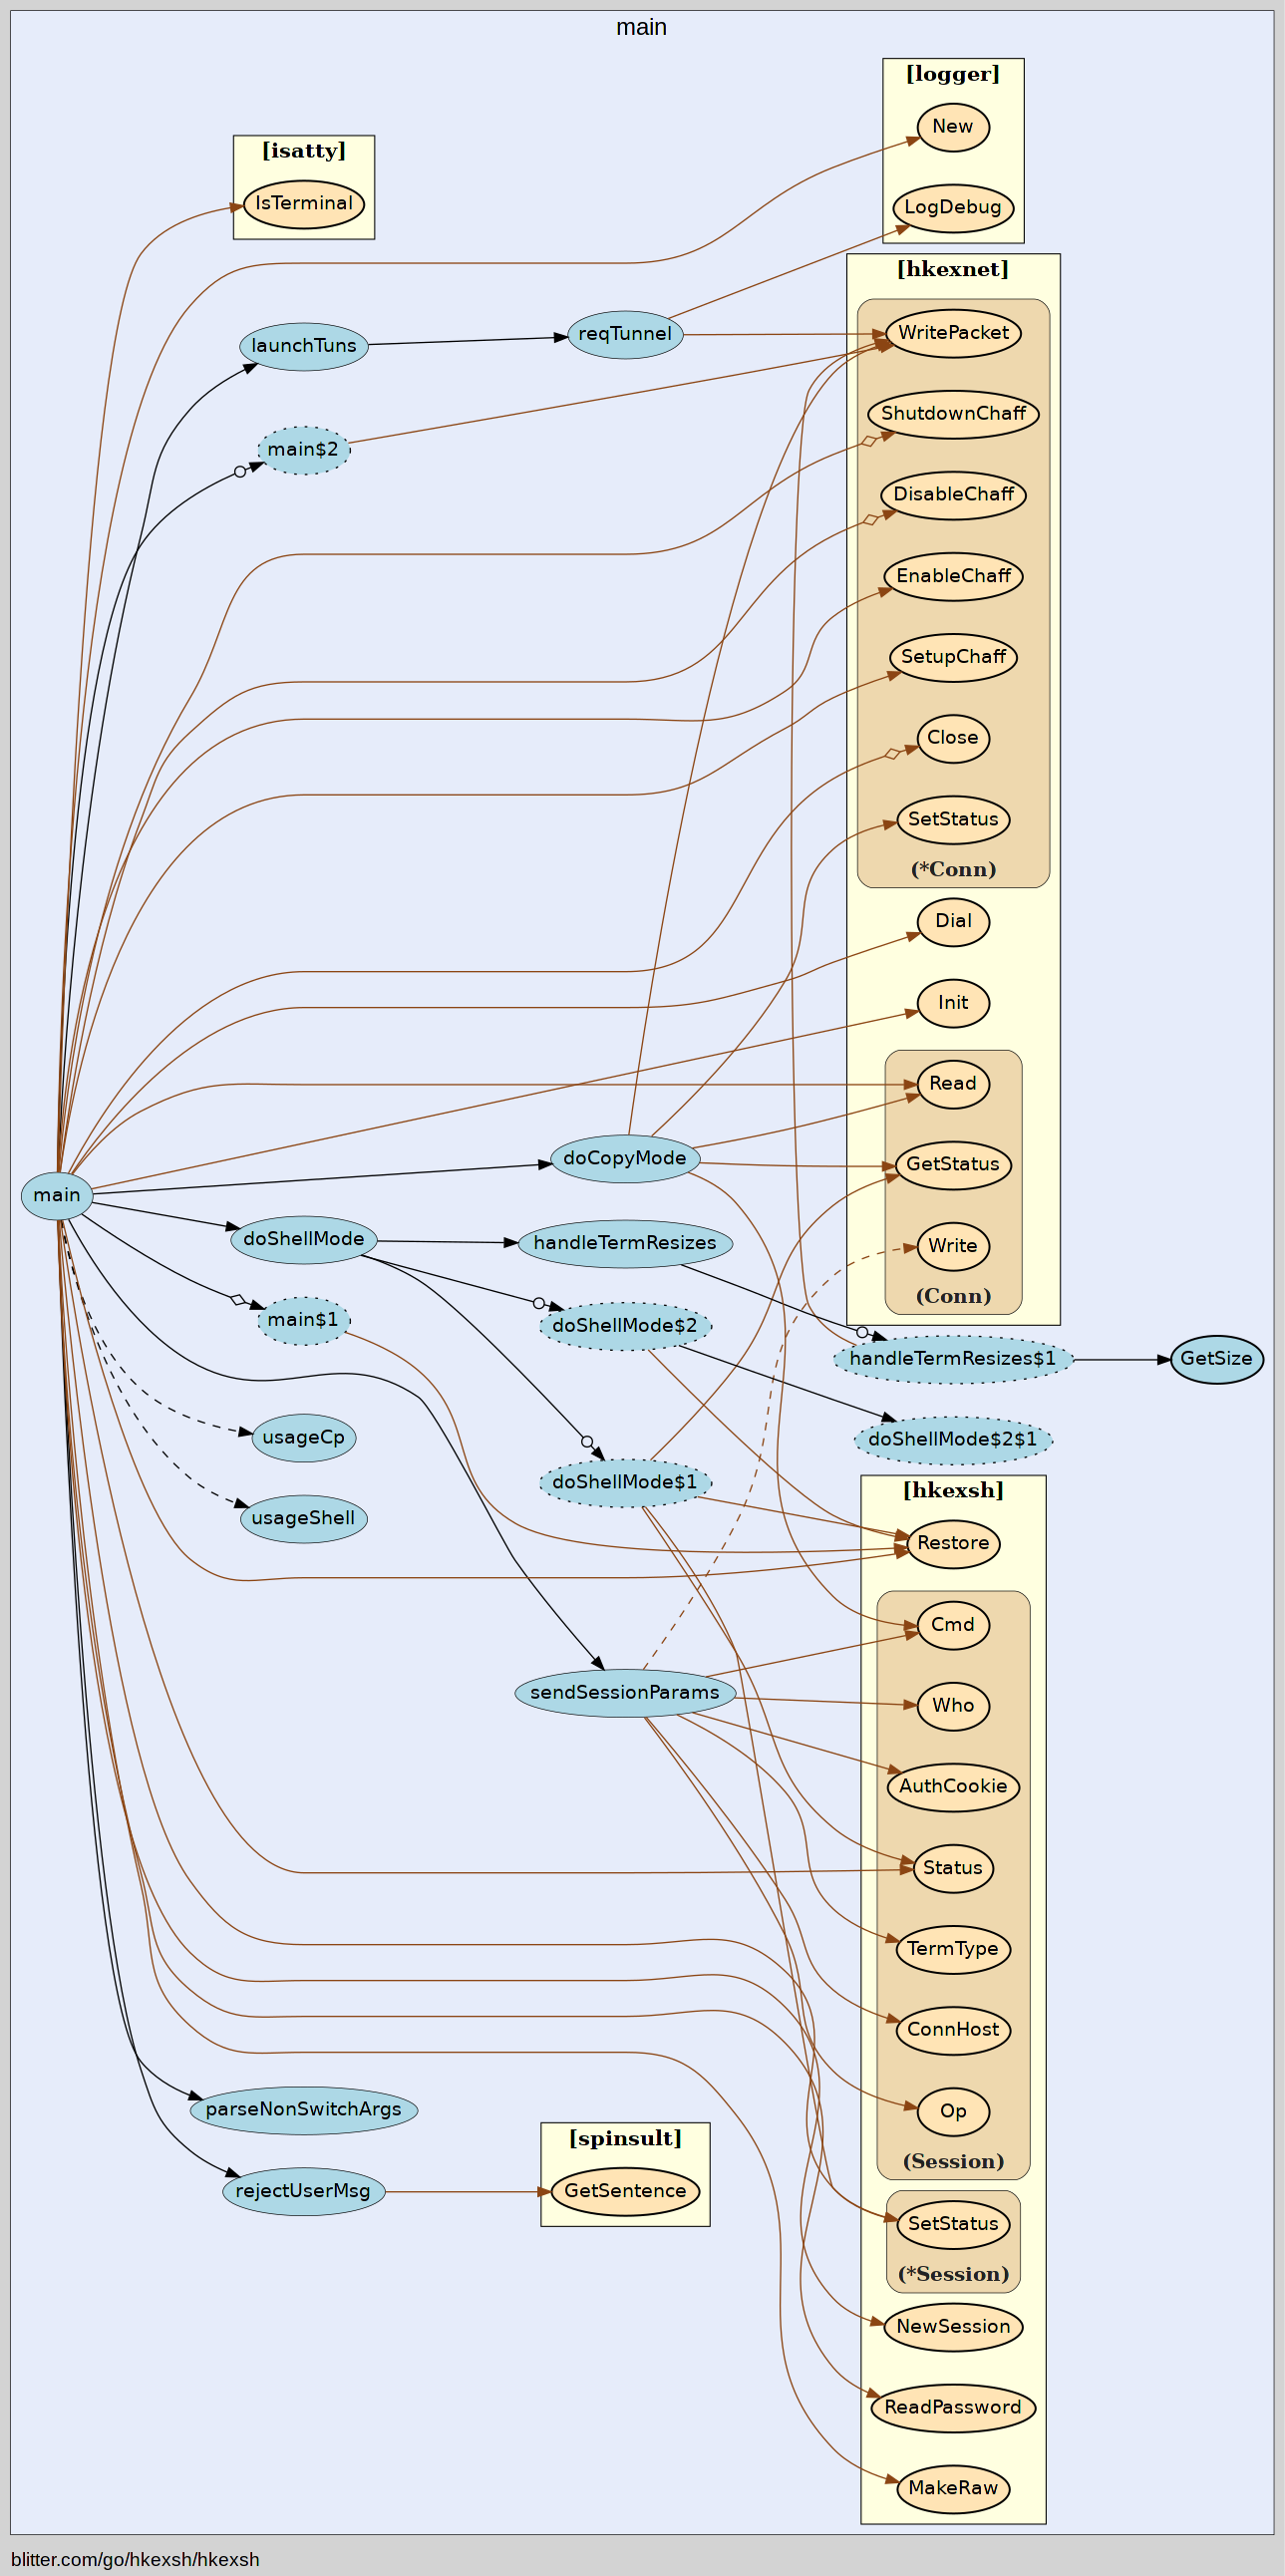 main
[logger]
New
LogDebug
[isatty]
IsTerminal
[hkexnet]
WritePacket
ShutdownChaff
DisableChaff
EnableChaff
SetupChaff
Close
SetStatus
(*Conn)
Dial
Init
Read
GetStatus
Write
(Conn)
launchTuns
reqTunnel
main$2
main
doCopyMode
doShellMode
handleTermResizes
main$1
doShellMode$2
handleTermResizes$1
GetSize
usageCp
doShellMode$2$1
doShellMode$1
usageShell
[hkexsh]
Restore
Cmd
Who
AuthCookie
Status
TermType
ConnHost
Op
(Session)
SetStatus
(*Session)
NewSession
ReadPassword
MakeRaw
sendSessionParams
parseNonSwitchArgs
[spinsult]
rejectUserMsg
GetSentence
blitter.com/go/hkexsh/hkexsh